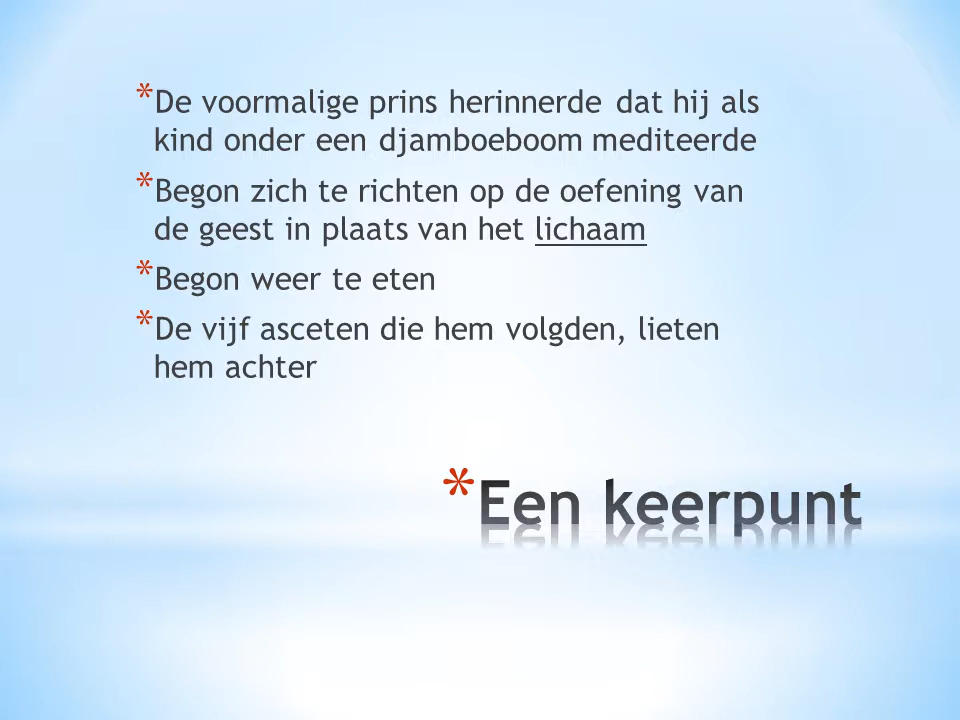 *De voormalige prins herinnerde dat hij als
kind onder een djamboeboom mediteerde
*Begon zich te richten op de oefening van
de geest in plaats van het lichaam
*Begon weer te eten
*De vijf asceten die hem volgden, lieten
hem achter
*Een keerpunt